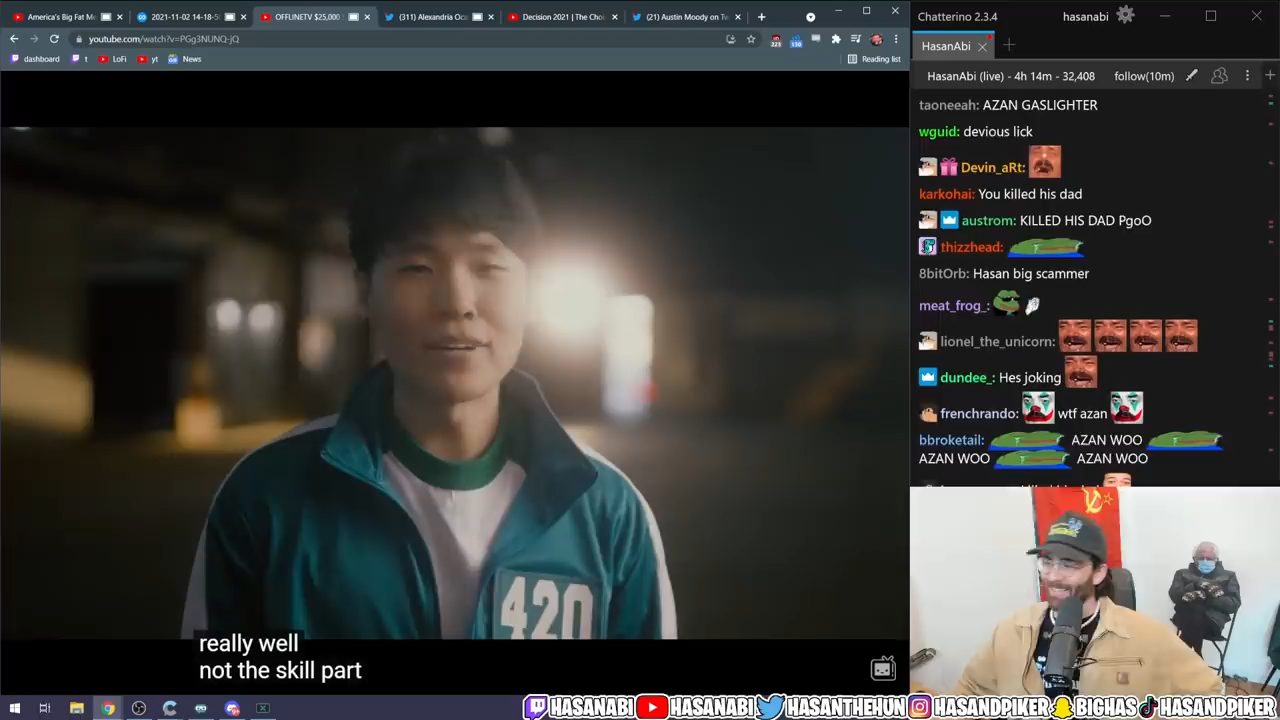 America's Big Fat M
2021-11-02 14-18-5
OFFLINETV $25,000
(311) Alexandria Oc
Decision 2021 | The Cho
(21) Austin Moody on Tw
youtube.com/watch?v=PGg3NUNQ-jQ
223
130
dashboard
t
LoFi
yt
News
Reading list
420
really well
not the skill part
Chatterino 2.3.4
hasanabi
HasanAbi
HasanAbi (live) - 4h 14m - 32,408
follow(10m)
taoneeah: AZAN GASLIGHTER
wguid: devious lick
Devin_aRt:
karkohai: You killed his dad
austrom: KILLED HIS DAD PgoO
thizzhead:
8bitOrb: Hasan big scammer
meat_frog_:
lionel_the_unicorn:
dundee_: Hes joking
frenchrando: wtf azan
bbroketail: AZAN WOO
AZAN WOO AZAN WOO
HASANABI HASANABI HASANTHEHUN HASANDPIKER BIGHAS HASANDPIKER